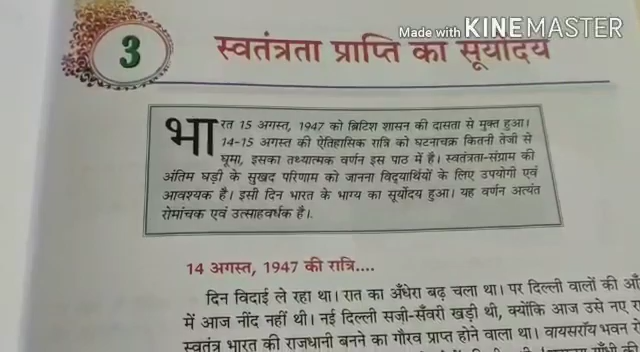 Made with KINEMASTER
3
स्वतंत्रता प्राप्ति का सूर्योदय
भारत 15 अगस्त, 1947 को ब्रिटिश शासन की दासता से मुक्त हुआ।
14-15 अगस्त की ऐतिहासिक रात्रि को घटनाचक्र कितनी तेजी से
घूमा, इसका तथ्यात्मक वर्णन इस पाठ में है। स्वतंत्रता-संग्राम की
अंतिम घड़ी के सुखद परिणाम को जानना विद्यार्थियों के लिए उपयोगी एवं
आवश्यक है। इसी दिन भारत के भाग्य का सूर्योदय हुआ। यह वर्णन अत्यंत
रोमांचक एवं उत्साहवर्धक है।
14 अगस्त, 1947 की रात्रि....
दिन विदाई ले रहा था। रात का अँधेरा बढ़ चला था। पर दिल्ली वालों की
में आज नींद नहीं थी। नई दिल्ली सजी-सँवरी खड़ी थी, क्योंकि आज उसे नए
स्वतंत्र भारत की राजधानी बनने का गौरव प्राप्त होने वाला था। वायसरॉय भवन